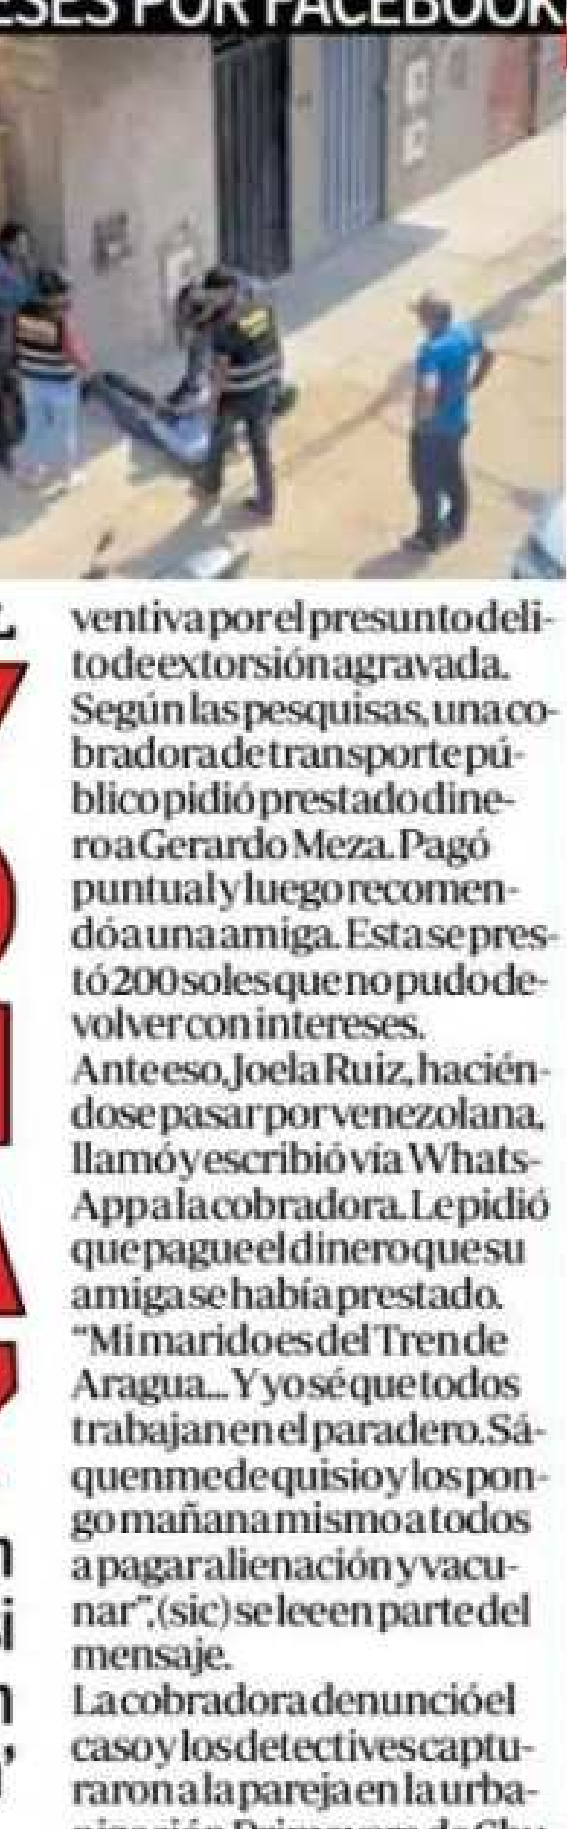 ESES POR FACEBOOK
ventiva por el presunto deli-
to de extorsión agravada.
Según las pesquisas, una co-
bradora de transporte pú-
blico pidió prestado dine-
ro a Gerardo Meza. Pagó
puntual y luego recomen-
dó a una amiga. Esta se pres-
tó 200 soles que no pudo de-
volver con intereses.
Ante eso, Joela Ruiz, hacién-
dose pasar por venezolana,
llamó y escribió vía Whats-
App a la cobradora. Le pidió
que pague el dinero que su
amiga se había prestado.
“Mi marido es del Tren de
Aragua... Y yo sé que todos
trabajan en el paradero. Sá-
quenme de quisio y los pon-
go mañana mismo a todos
a pagar alienación y vacu-
nar”, (sic) se lee en parte del
mensaje.
La cobradora denunció el
caso y los detectives captu-
raron a la pareja en la urba-